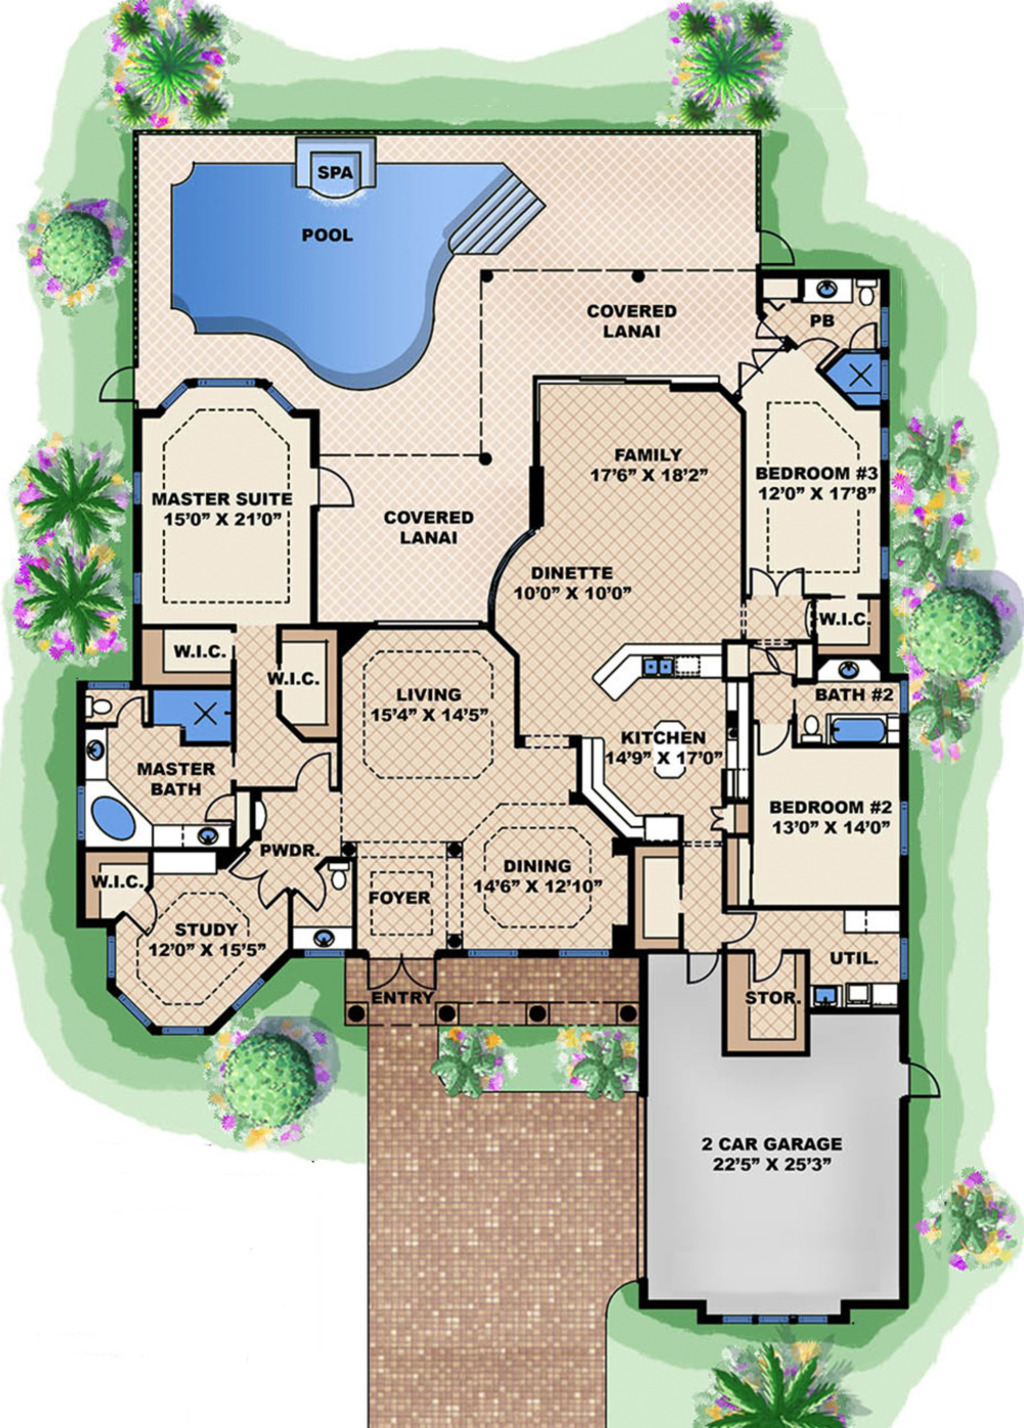 SPA
POOL
COVERED
LANAI
PB
FAMILY
17'6” X 18'2”
BEDROOM #3
12'0” X 17'8”
MASTER SUITE
15'0” X 21'0”
COVERED
LANAI
DINETTE
10'0” X 10'0”
W.I.C.
W.I.C.
W.I.C.
LIVING
15'4” X 14'5”
BATH #2
KITCHEN
14'9” X 17'0”
MASTER
BATH
BEDROOM #2
13'0” X 14'0”
PWDR.
DINING
14'6” X 12'10”
W.I.C.
FOYER
STUDY
12'0” X 15'5”
UTIL.
ENTRY
STOR.
2 CAR GARAGE
22'5” X 25'3”